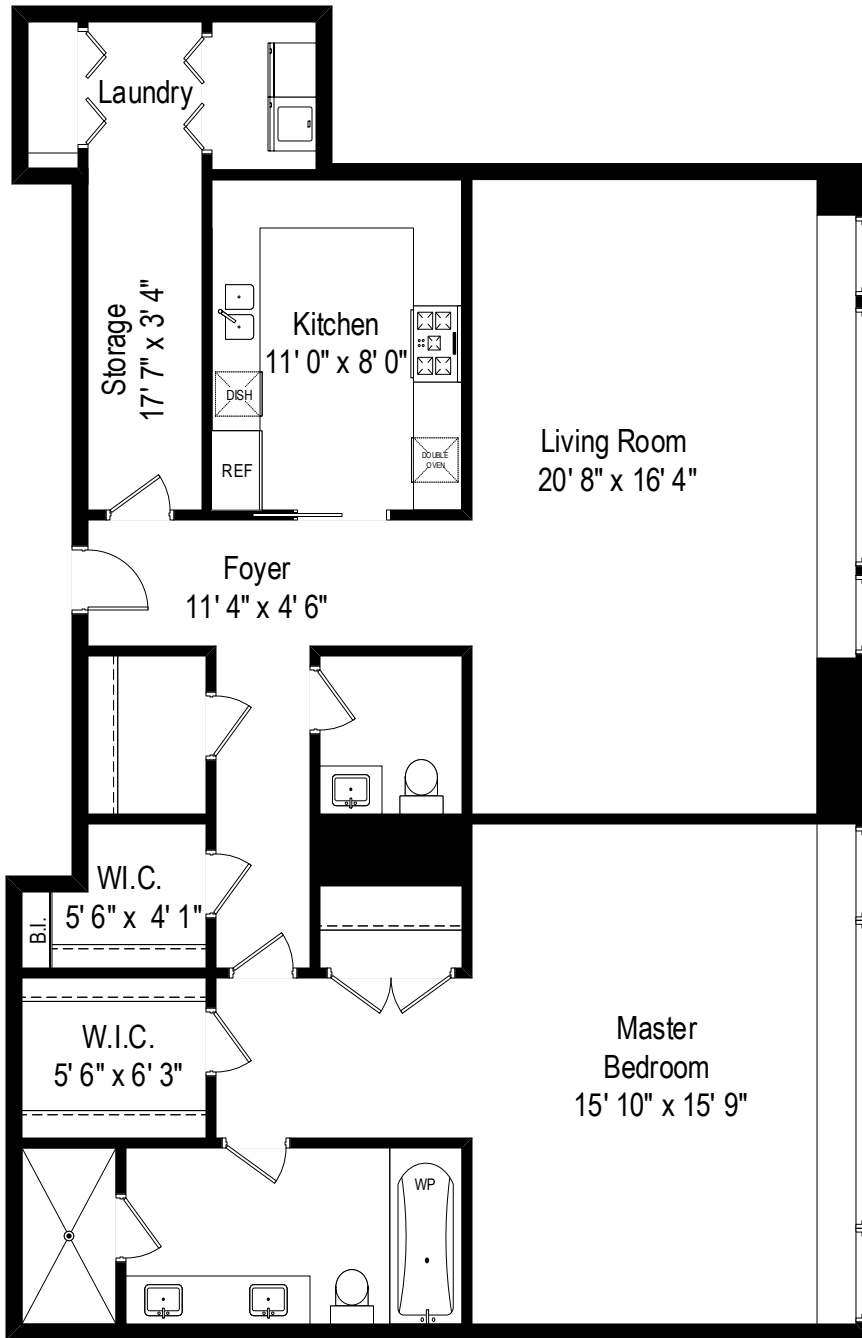 Laundry
Storage
17' 7" x 3' 4"
Kitchen
11' 0" x 8' 0"
DISH
REF
DOUBLE
OVEN
Living Room
20' 8" x 16' 4"
Foyer
11' 4" x 4' 6"
WI.C.
5' 6" x 4' 1"
B.I.
W.I.C.
5' 6" x 6' 3"
Master
Bedroom
15' 10" x 15' 9"
WP